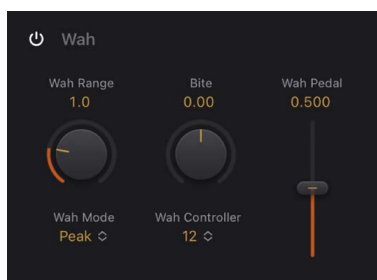 Wah
Wah Range Bite Wah Pedal
1.0 0.00 0.500
Wah Mode Wah Controller
Peak 12